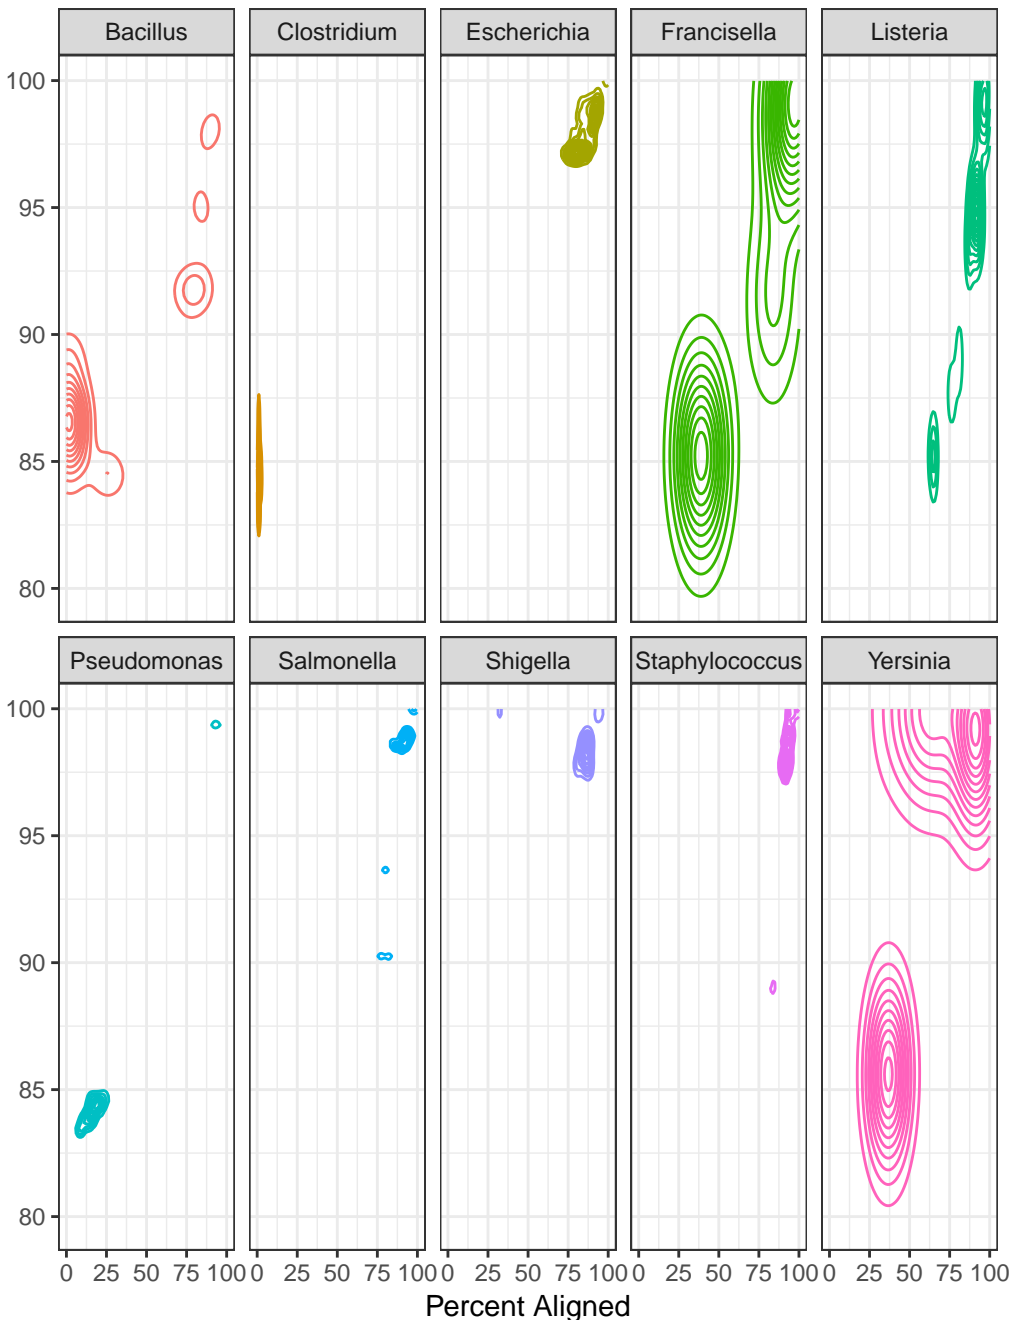 Bacillus Clostridium Escherichia Francisella Listeria
100
95
90
85
80
Pseudomonas Salmonella Shigella Staphylococcus Yersinia
100
95
90
85
80
0 25 50 75 100 0 25 50 75 100 0 25 50 75 100 0 25 50 75 100 0 25 50 75 100
Percent Aligned